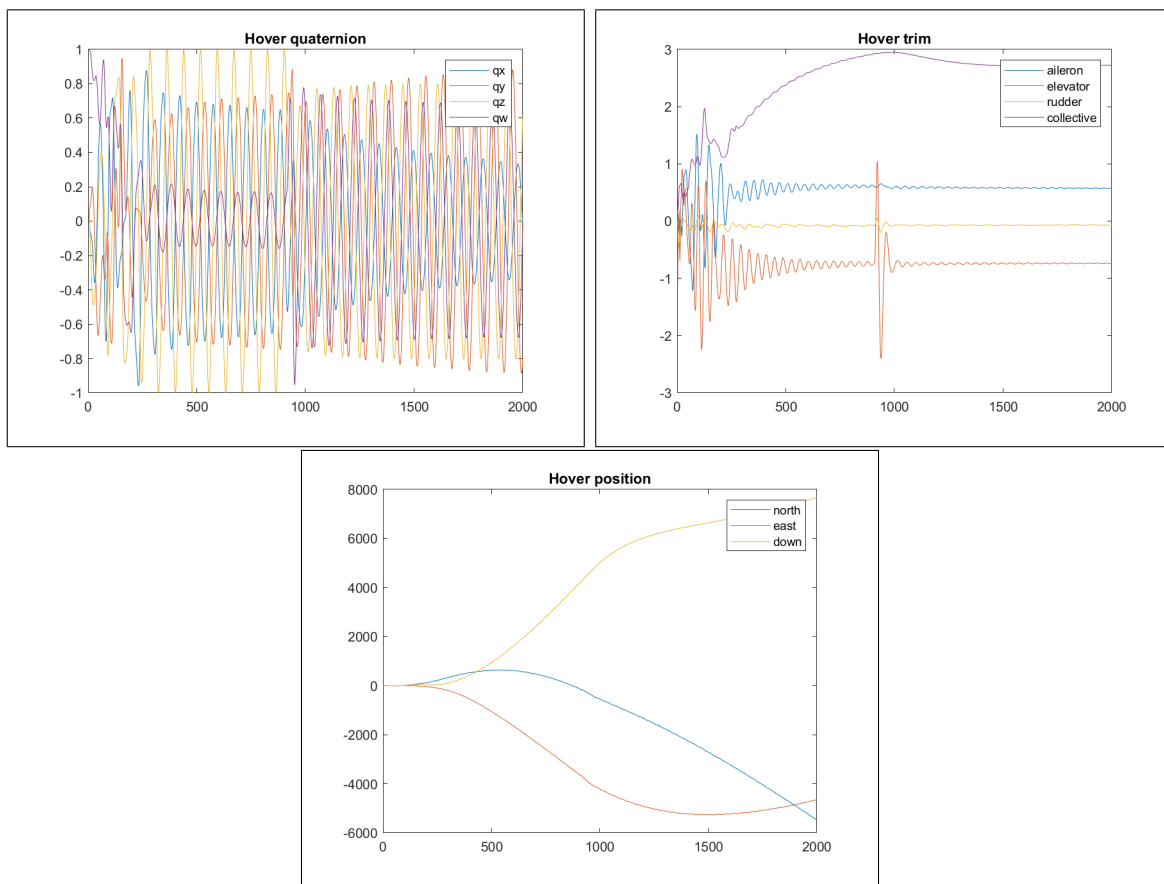 Hover quaternion
1
0.8
0.6
0.4
0.2
0
-0.2
-0.4
-0.6
-0.8
-1
0
500
1000
1500
2000
qx
qy
qz
qw
Hover trim
3
2
1
0
-1
-2
-3
0
500
1000
1500
2000
aileron
elevator
rudder
collective
Hover position
8000
6000
4000
2000
0
-2000
-4000
-6000
0
500
1000
1500
2000
north
east
down